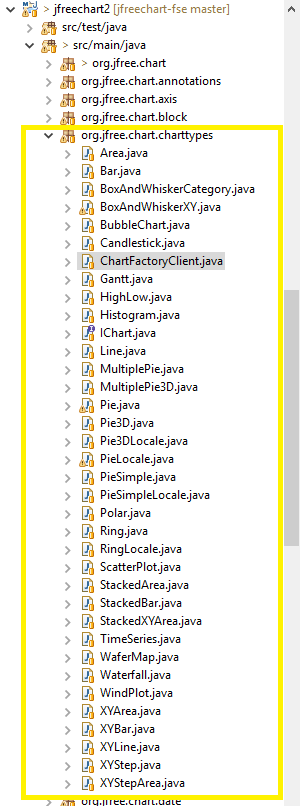 > jfreechart2 [jfreechart-fse master]
src/test/java
> src/main/java
> org.jfree.chart
org.jfree.chart.annotations
org.jfree.chart.axis
org.jfree.chart.block
org.jfree.chart.charttypes
Area.java
Bar.java
BoxAndWhiskerCategory.java
BoxAndWhiskerXY.java
BubbleChart.java
Candlestick.java
ChartFactoryClient.java
Gantt.java
HighLow.java
Histogram.java
IChart.java
Line.java
MultiplePie.java
MultiplePie3D.java
Pie.java
Pie3D.java
Pie3DLocale.java
PieLocale.java
PieSimple.java
PieSimpleLocale.java
Polar.java
Ring.java
RingLocale.java
ScatterPlot.java
StackedArea.java
StackedBar.java
StackedXYArea.java
TimeSeries.java
WaferMap.java
Waterfall.java
WindPlot.java
XYArea.java
XYBar.java
XYLine.java
XYStep.java
XYStepArea.java
org.jfree.chart.date